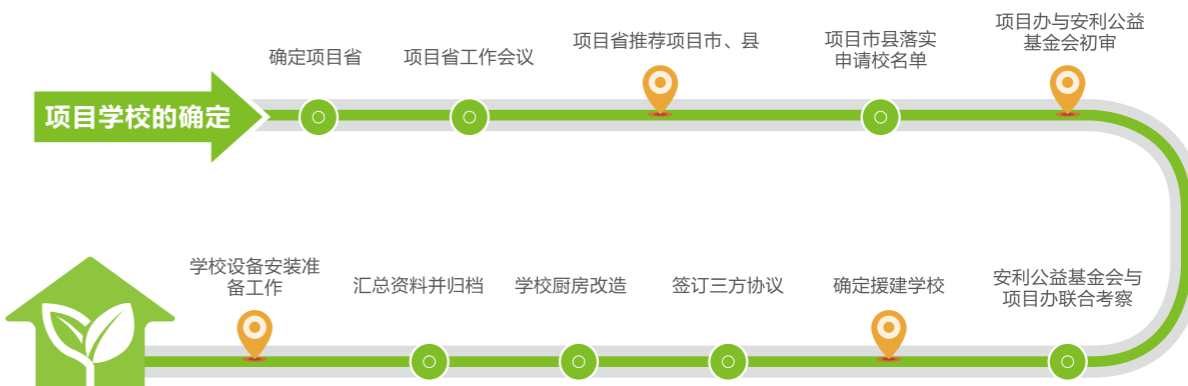 项目学校的确定
确定项目省
项目省工作会议
项目省推荐项目市、县
项目市县落实
申请校名单
项目办与安利公益
基金会初审
安利公益基金会与
项目办联合考察
确定援建学校
签订三方协议
学校厨房改造
汇总资料并归档
学校设备安装准
备工作